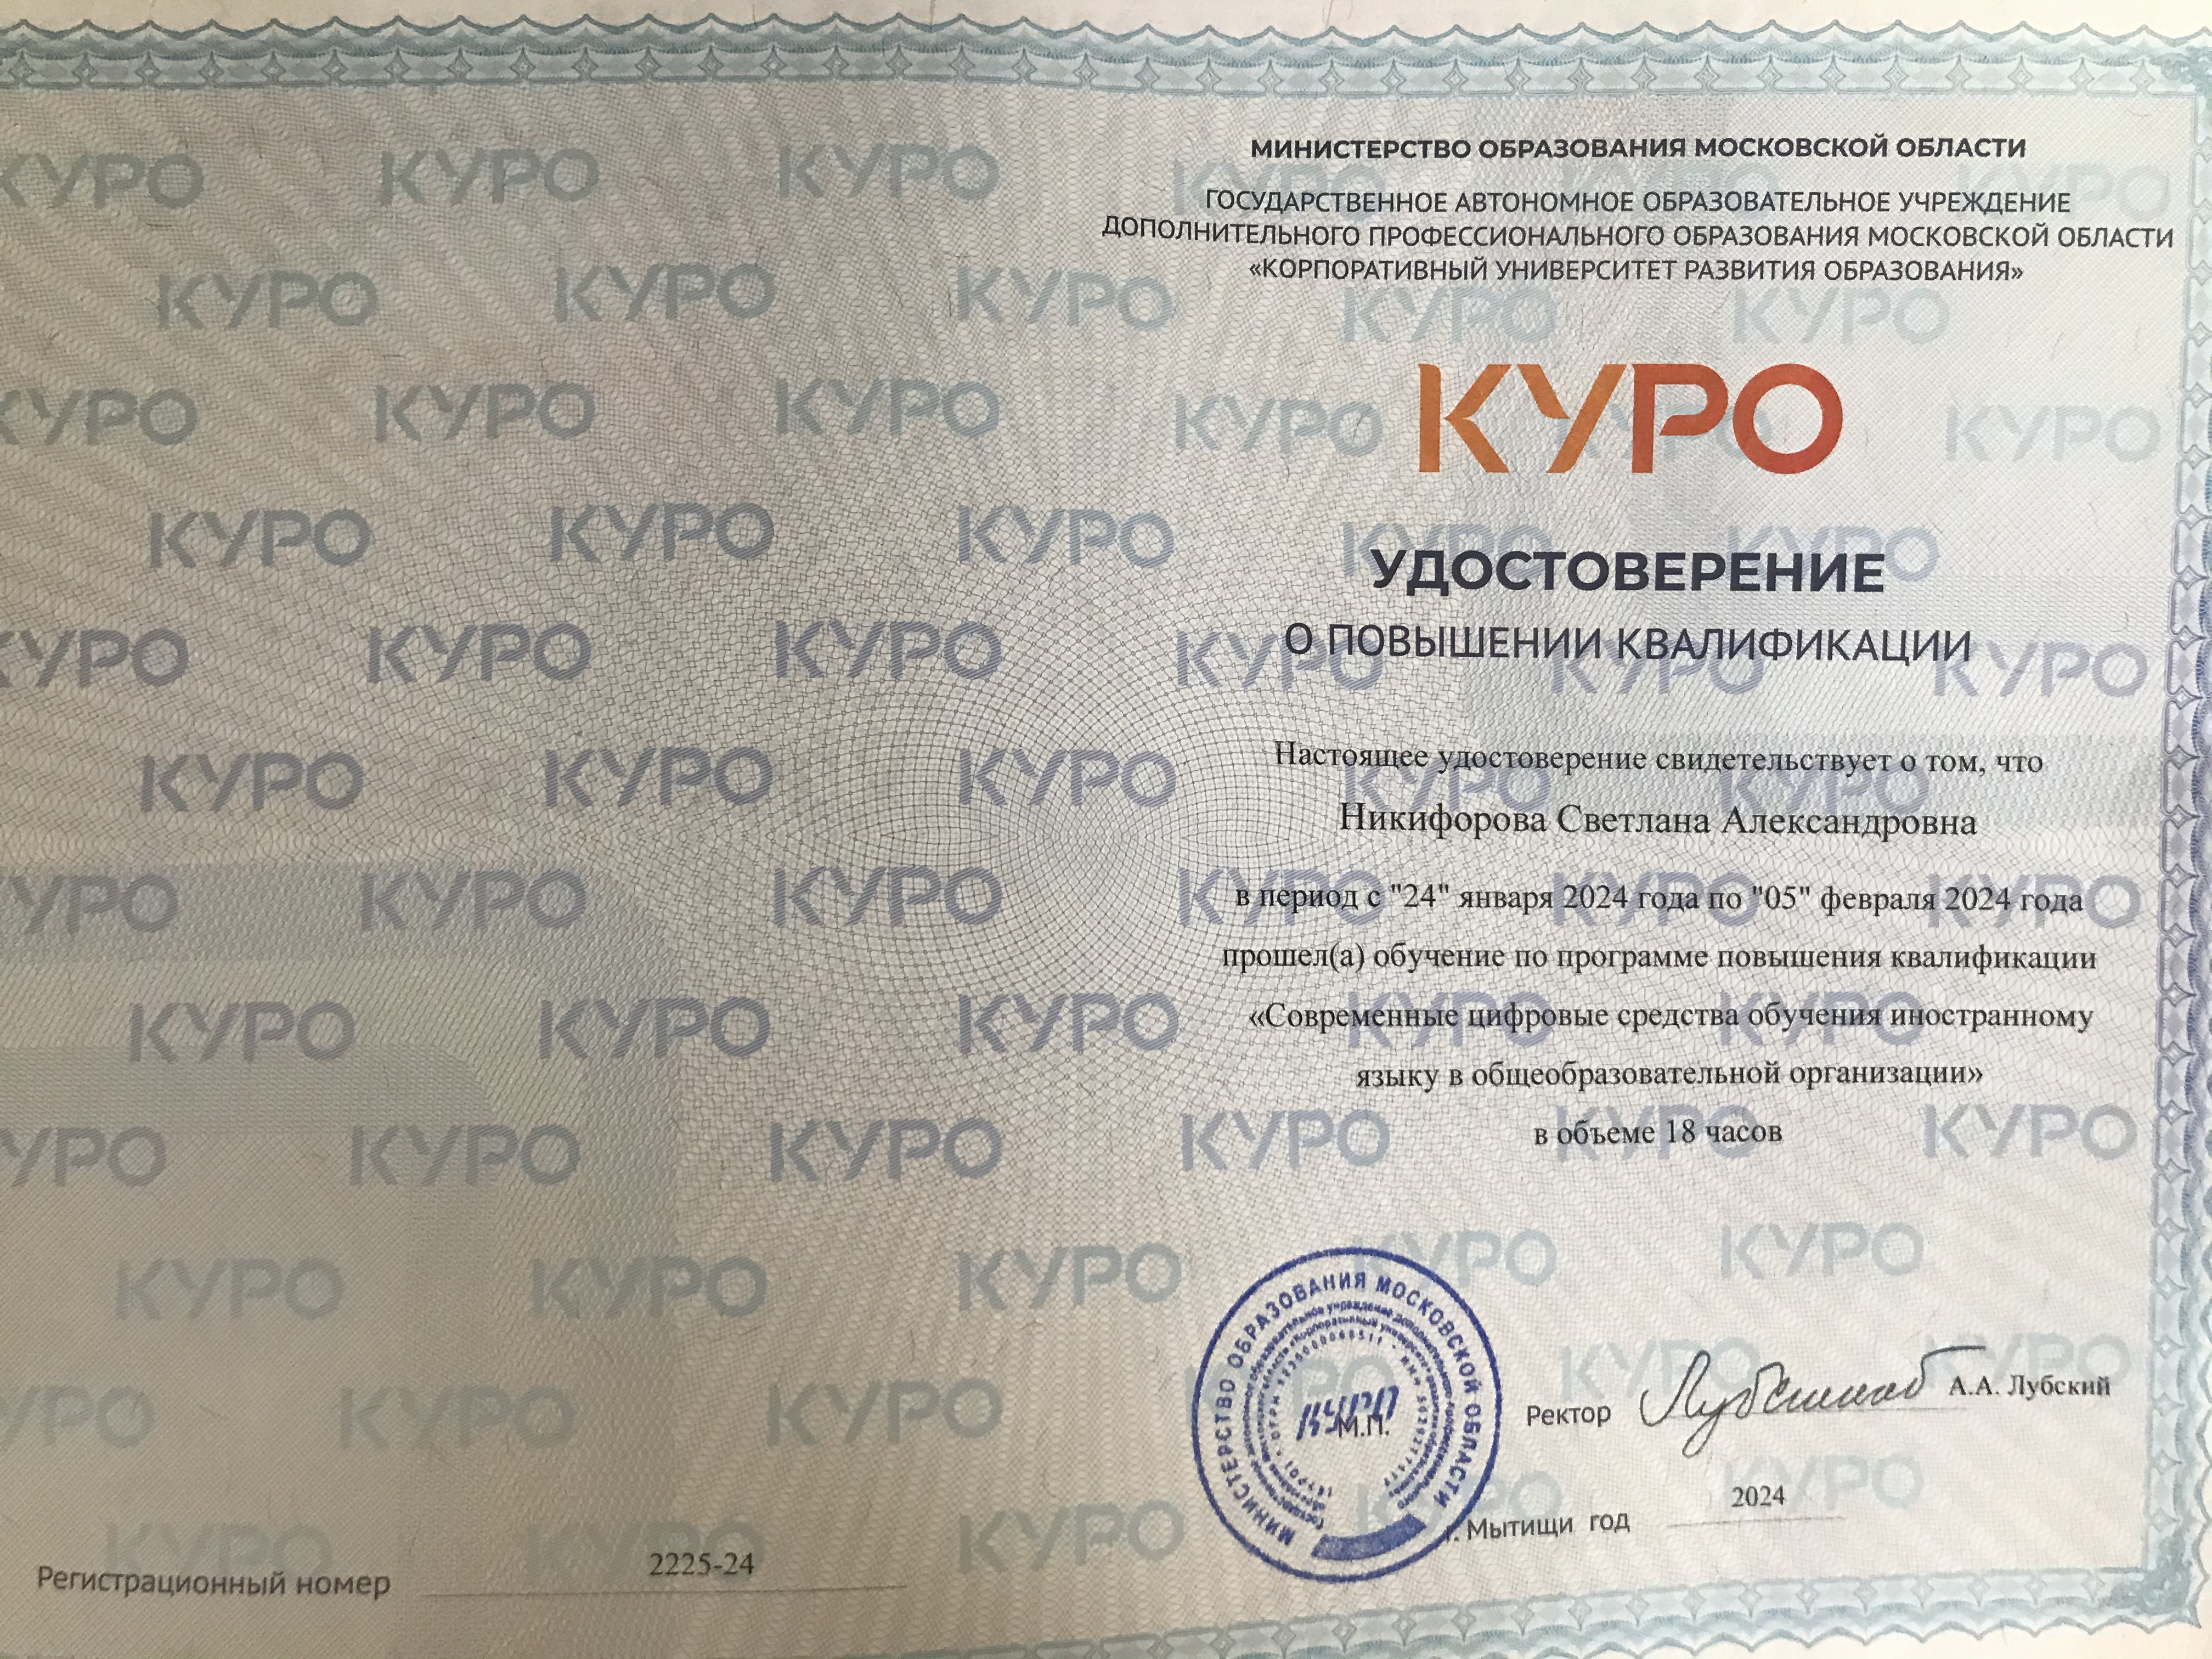 МИНИСТЕРСТВО ОБРАЗОВАНИЯ МОСКОВСКОЙ ОБЛАСТИ
ГОСУДАРСТВЕННОЕ АВТОНОМНОЕ ОБРАЗОВАТЕЛЬНОЕ УЧРЕЖДЕНИЕ
ДОПОЛНИТЕЛЬНОГО ПРОФЕССИОНАЛЬНОГО ОБРАЗОВАНИЯ МОСКОВСКОЙ ОБЛАСТИ
«КОРПОРАТИВНЫЙ УНИВЕРСИТЕТ РАЗВИТИЯ ОБРАЗОВАНИЯ»
КУРО
УДОСТОВЕРЕНИЕ
О ПОВЫШЕНИИ КВАЛИФИКАЦИИ
Настоящее удостоверение свидетельствует о том, что
Никифорова Светлана Александровна
в период с "24" января 2024 года по "05" февраля 2024 года
прошел(а) обучение по программе повышения квалификации
«Современные цифровые средства обучения иностранному
языку в общеобразовательной организации»
в объеме 18 часов
МИНИСТЕРСТВО ОБРАЗОВАНИЯ МОСКОВСКОЙ ОБЛАСТИ
КУРО
М.П.
Ректор А.А. Лубский
г. Мытищи год 2024
Регистрационный номер 2225-24